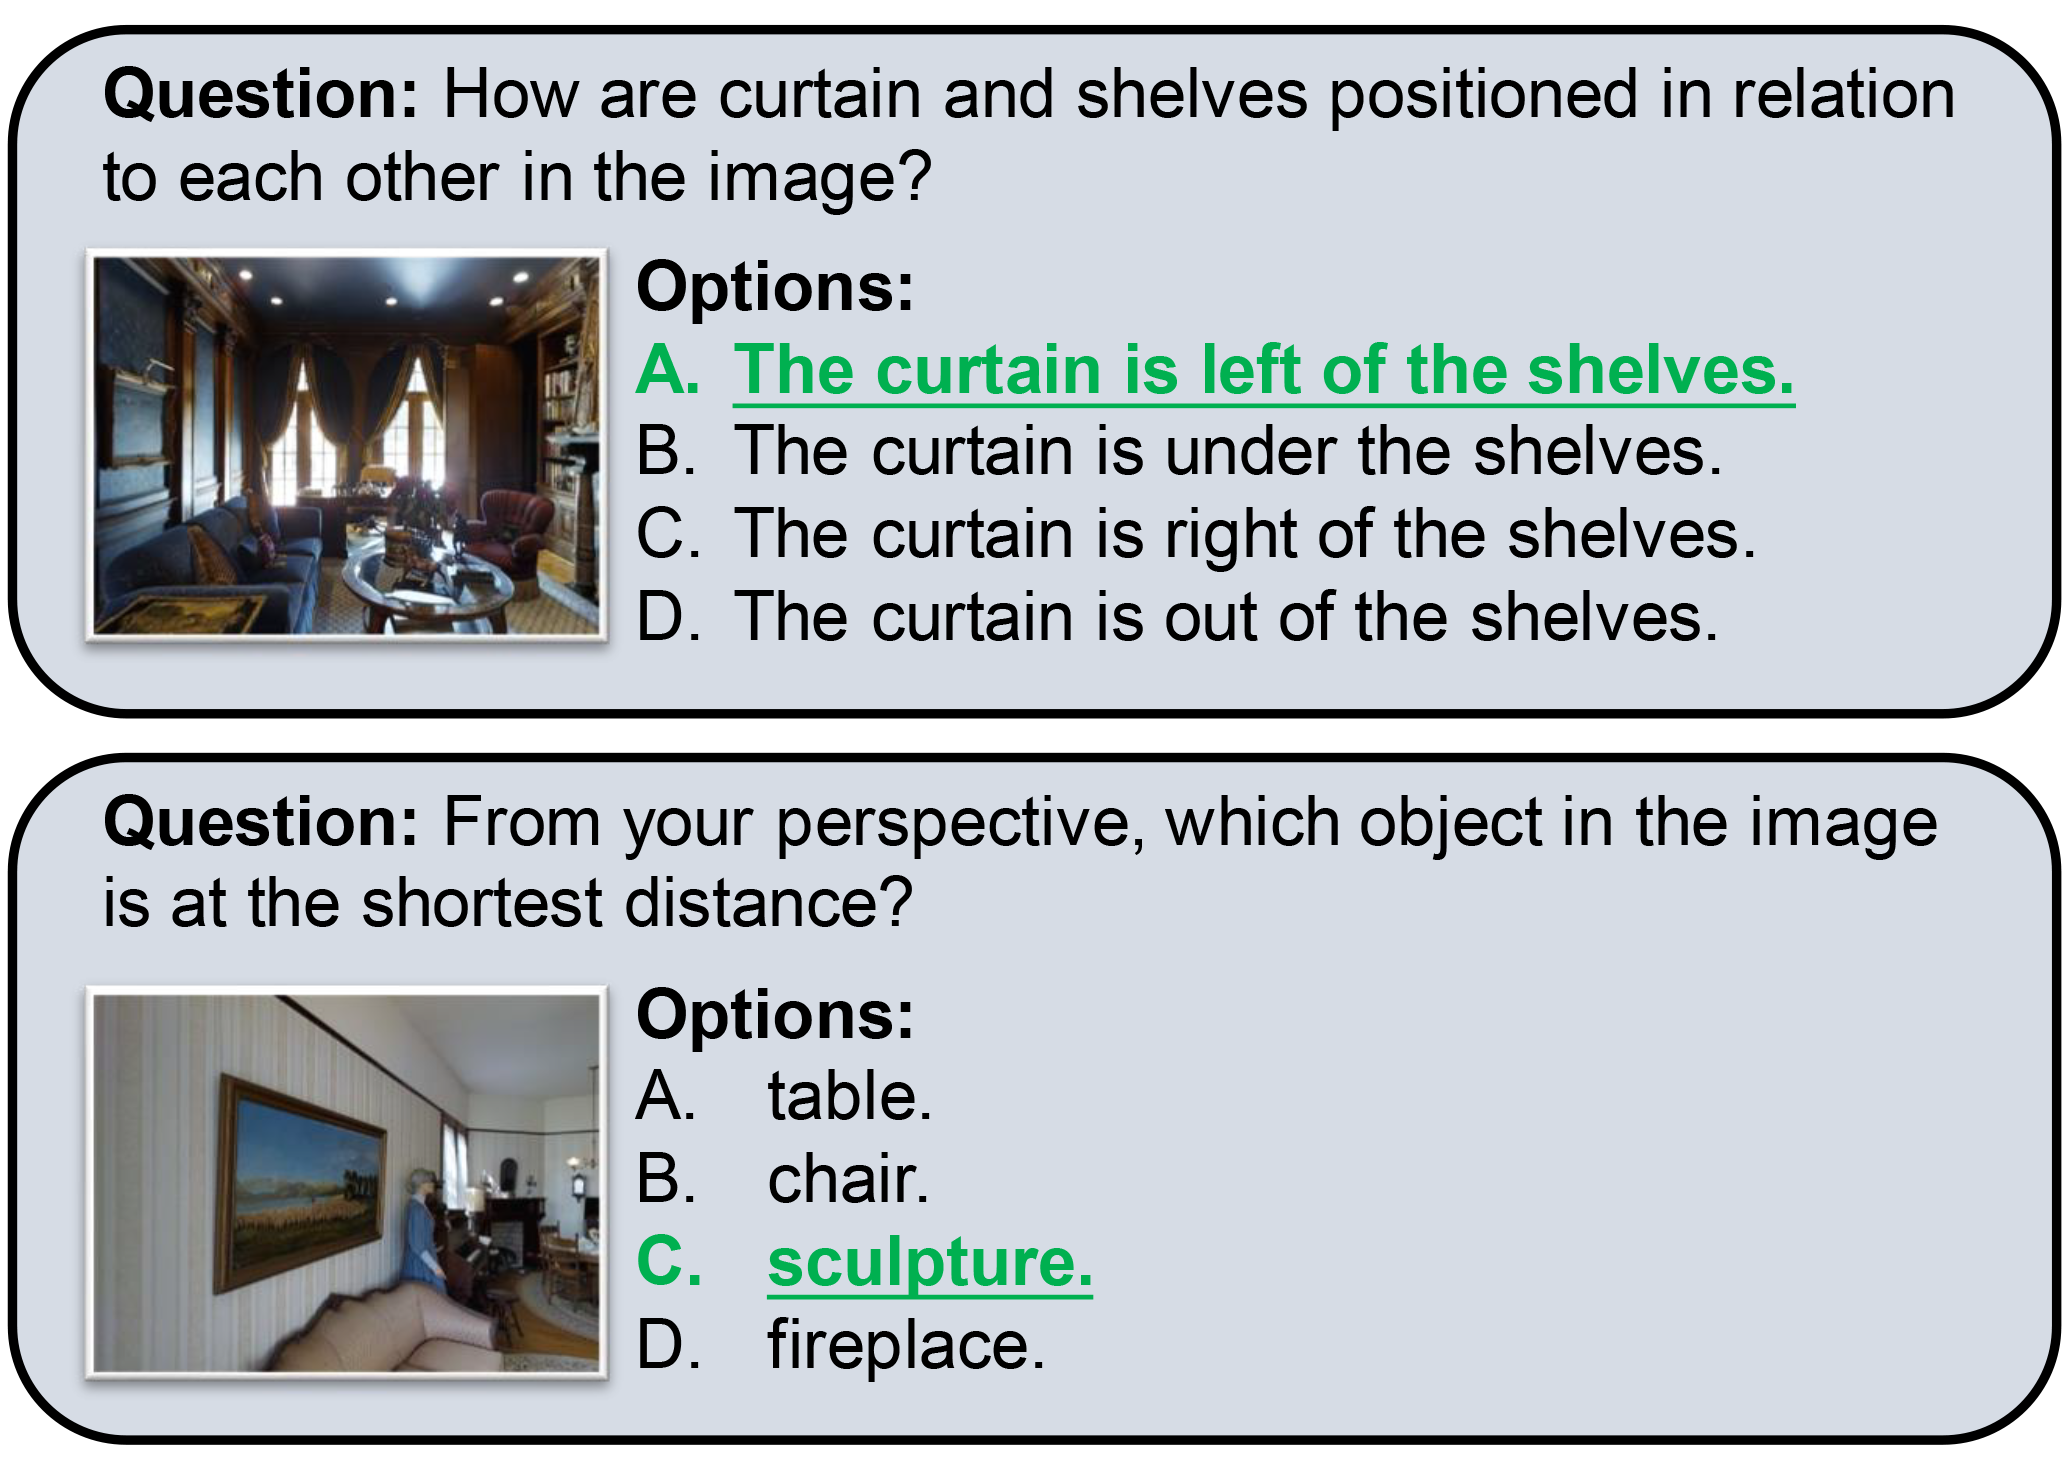 Question: How are curtain and shelves positioned in relation
to each other in the image?
Options:
A. The curtain is left of the shelves.
B. The curtain is under the shelves.
C. The curtain is right of the shelves.
D. The curtain is out of the shelves.
Question: From your perspective, which object in the image
is at the shortest distance?
Options:
A. table.
B. chair.
C. sculpture.
D. fireplace.